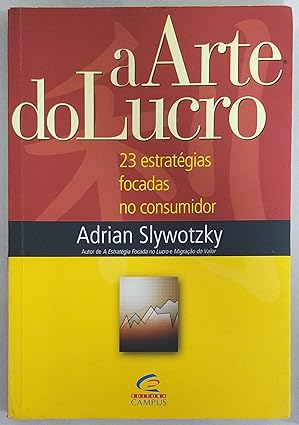 a Arte
do Lucro
23 estratégias
focadas
no consumidor
Adrian Slywotzky
Autor de A Estratégia Focada no Lucro e Migração do Valor
EDITORA
CAMPUS